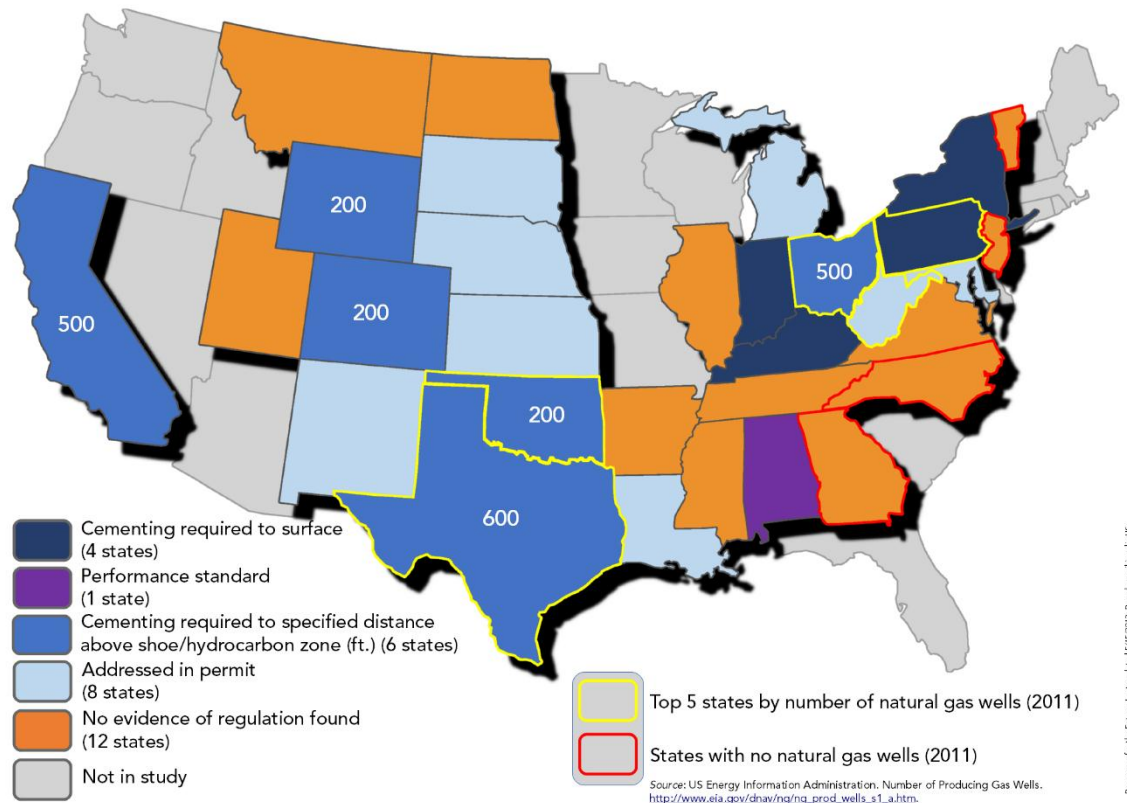 200
500
200
500
200
600
Cementing required to surface
(4 states)
Performance standard
(1 state)
Cementing required to specified distance
above shoe/hydrocarbon zone (ft.) (6 states)
Addressed in permit
(8 states)
No evidence of regulation found
(12 states)
Not in study
Top 5 states by number of natural gas wells (2011)
States with no natural gas wells (2011)
Source: US Energy Information Administration. Number of Producing Gas Wells.
http://www.eia.gov/dnav/ng/ng_prod_wells_s1_a.htm.